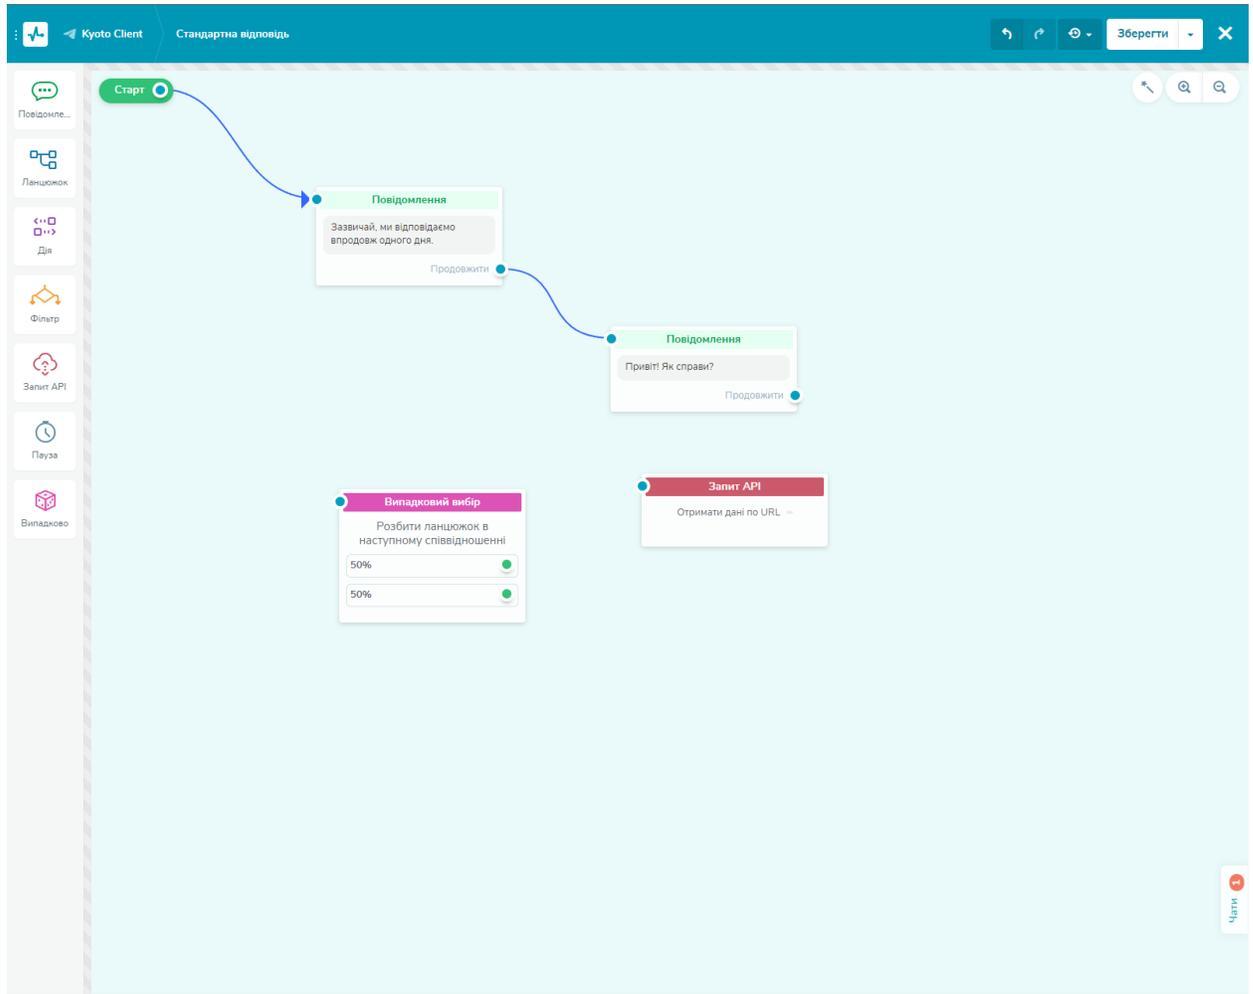 Kyoto Client
Стандартна відповідь
Зберегти
Повідомле...
Ланцюжок
Дія
Фільтр
Запит API
Пауза
Випадково
Старт
Повідомлення
Зазвичай, ми відповідаємо
впродовж одного дня.
Продовжити
Повідомлення
Привіт! Як справи?
Продовжити
Випадковий вибір
Розбити ланцюжок в
наступному співвідношенні
50%
50%
Запит API
Отримати дані по URL
Чати 1